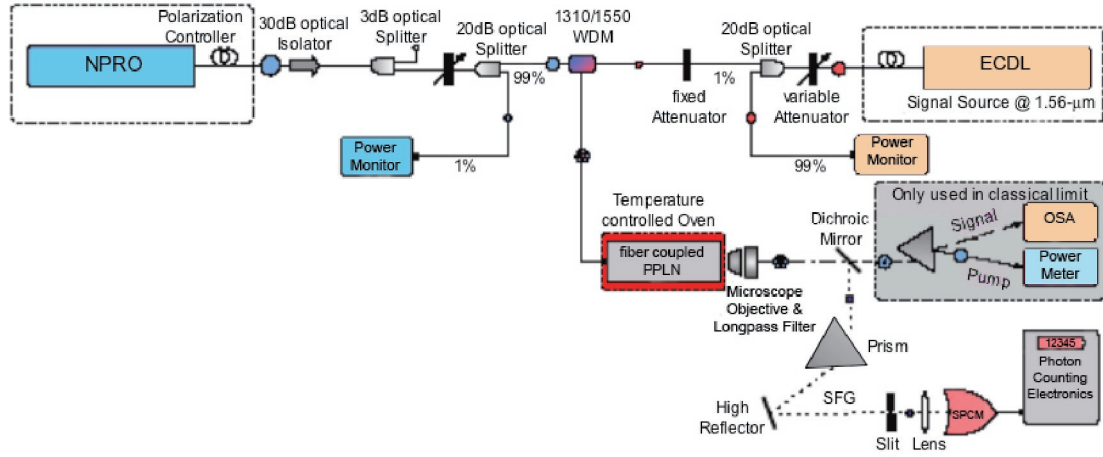 Polarization
Controller
NPRO
30dB optical
Isolator
3dB optical
Splitter
20dB optical
Splitter
99%
1310/1550
WDM
fixed
Attenuator
1%
20dB optical
Splitter
variable
Attenuator
ECDL
Signal Source @ 1.56-μm
Power
Monitor
1%
99%
Power
Monitor
Temperature
controlled Oven
fiber coupled
PPLN
Microscope
Objective &
Longpass Filter
Dichroic
Mirror
Only used in classical limit
Signal
OSA
Pump
Power
Meter
Prism
High
Reflector
SFG
Slit
Lens
SPCM
12345
Photon
Counting
Electronics